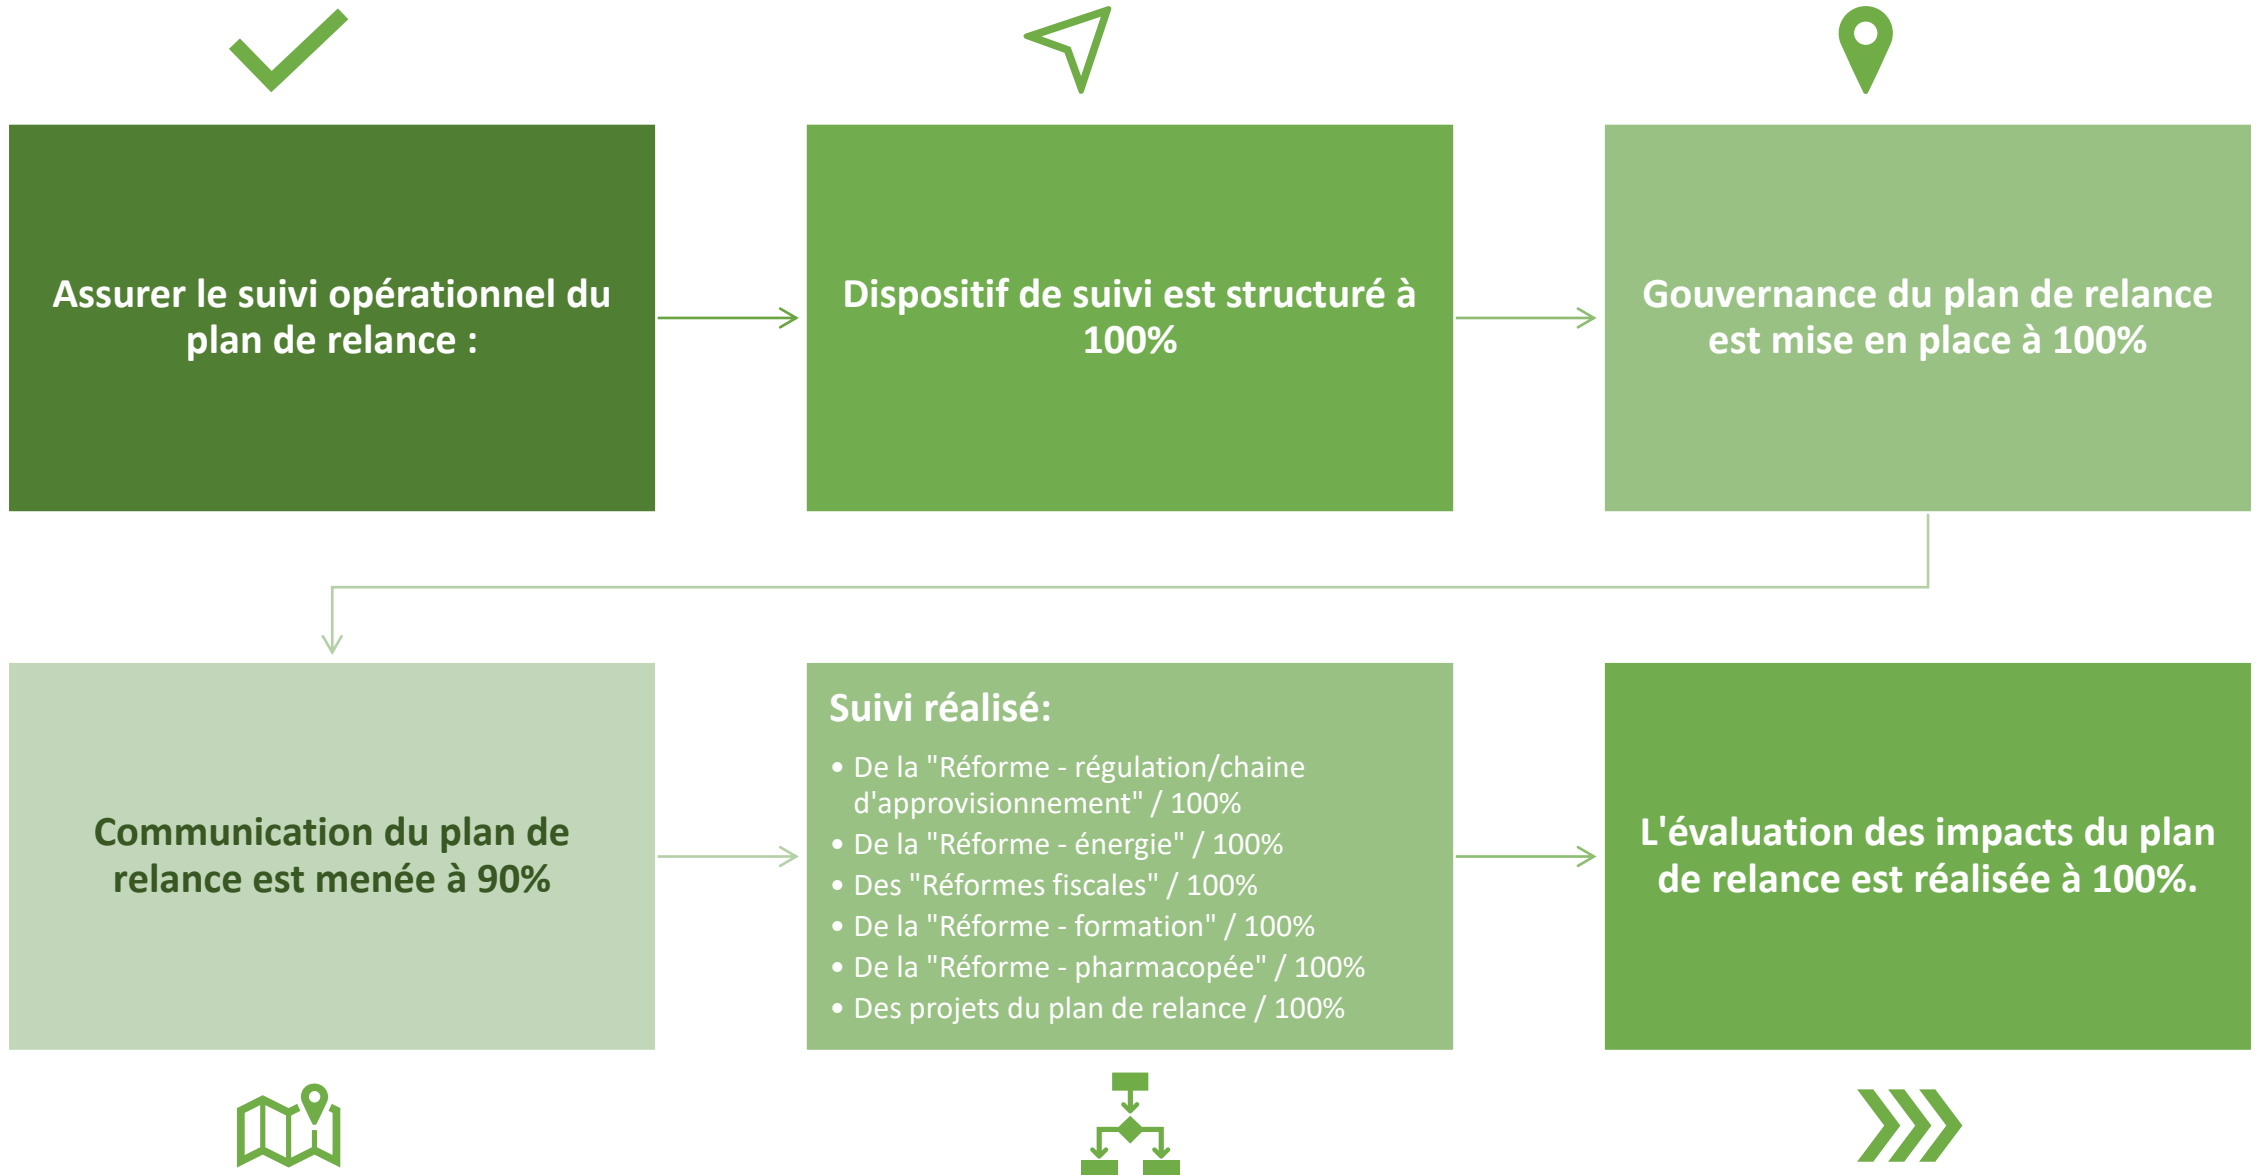 Assurer le suivi opérationnel du
plan de relance :
Dispositif de suivi est structuré à
100%
Gouvernance du plan de relance
est mise en place à 100%
Communication du plan de
relance est menée à 90%
Suivi réalisé:
• De la "Réforme - régulation/chaine
d'approvisionnement" / 100%
• De la "Réforme - énergie" / 100%
• Des "Réformes fiscales" / 100%
• De la "Réforme - formation" / 100%
• De la "Réforme - pharmacopée" / 100%
• Des projets du plan de relance / 100%
L'évaluation des impacts du plan
de relance est réalisée à 100%.